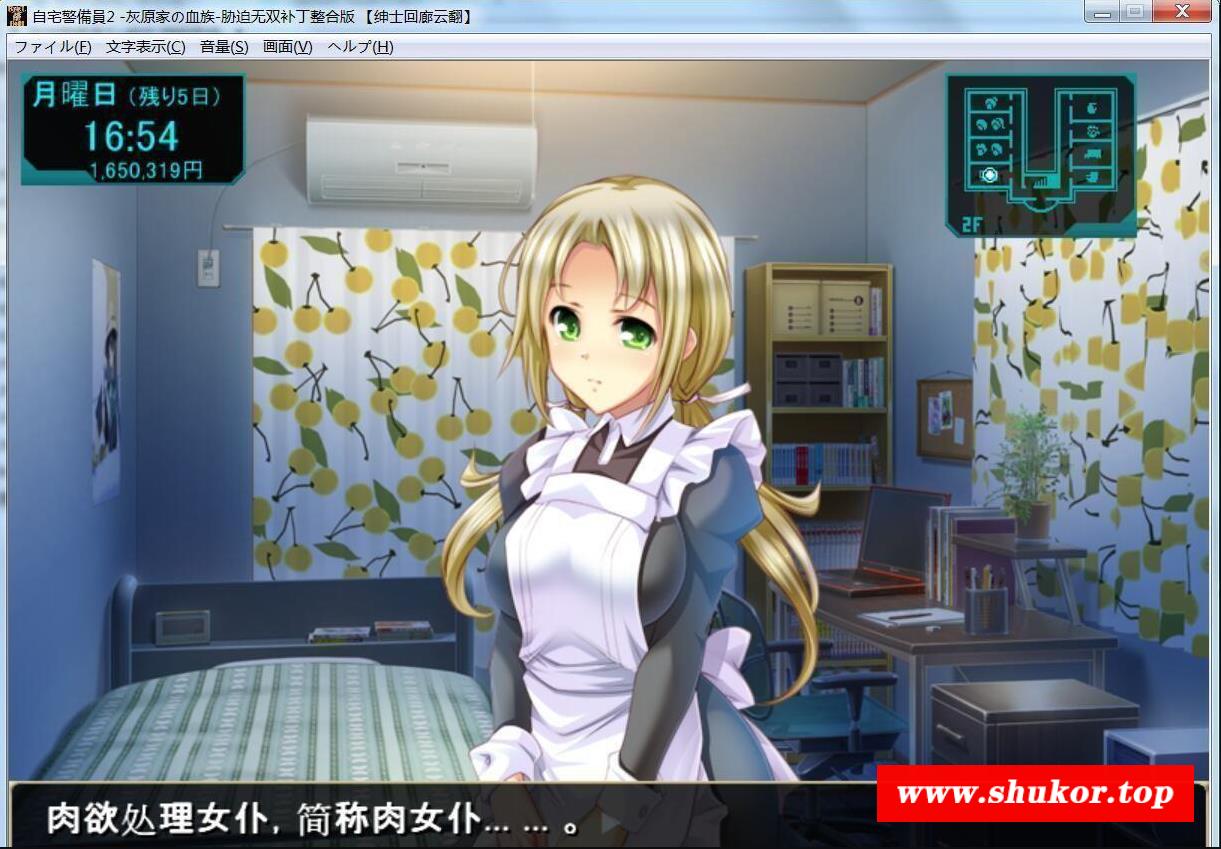 自宅警備員2 -灰原家の血族-胁迫无双补丁整合版 【绅士回廊云翻】
ファイル(F) 文字表示(C) 音量(S) 画面(V) ヘルプ(H)
月曜日（残り5日）
16:54
1,650,319円
2F
www.shukor.top
肉欲处理女仆，简称肉女仆... ... 。